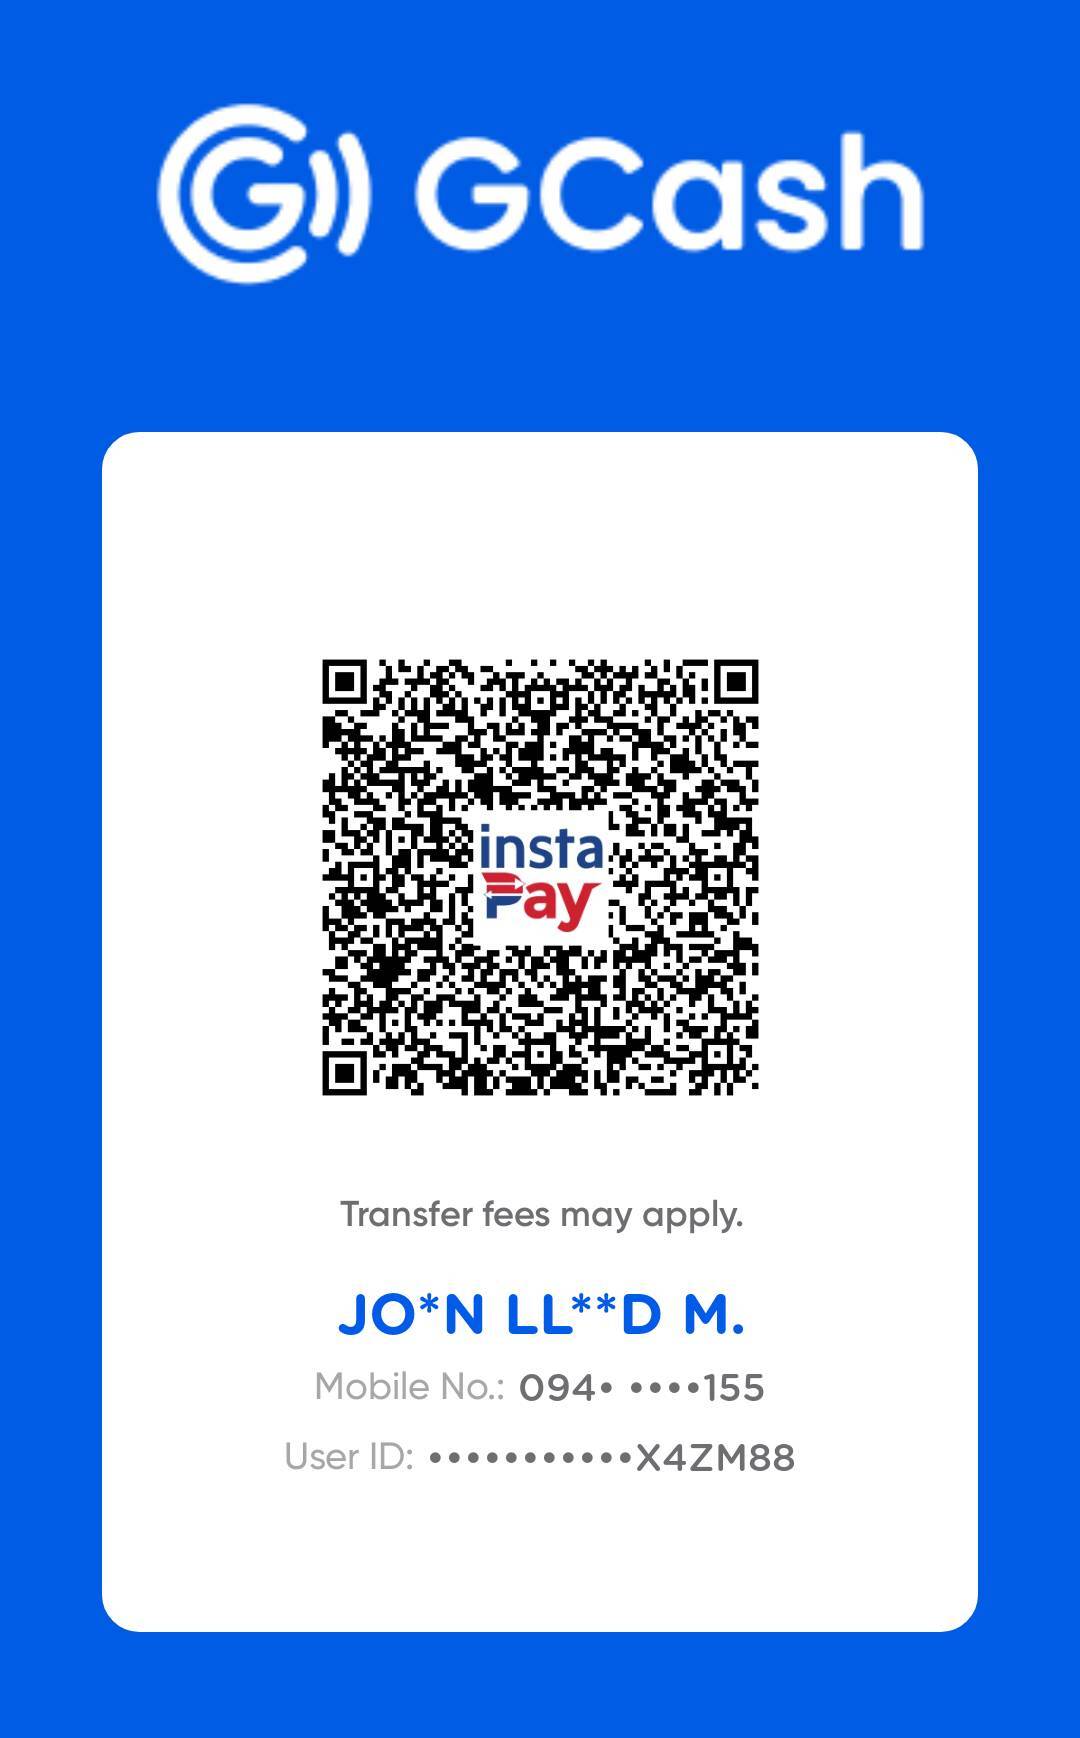 GCash
insta
Pay
Transfer fees may apply.
JO*N LL**D M.
Mobile No.: 094• ••••155
User ID: •••••••••••X4ZM88